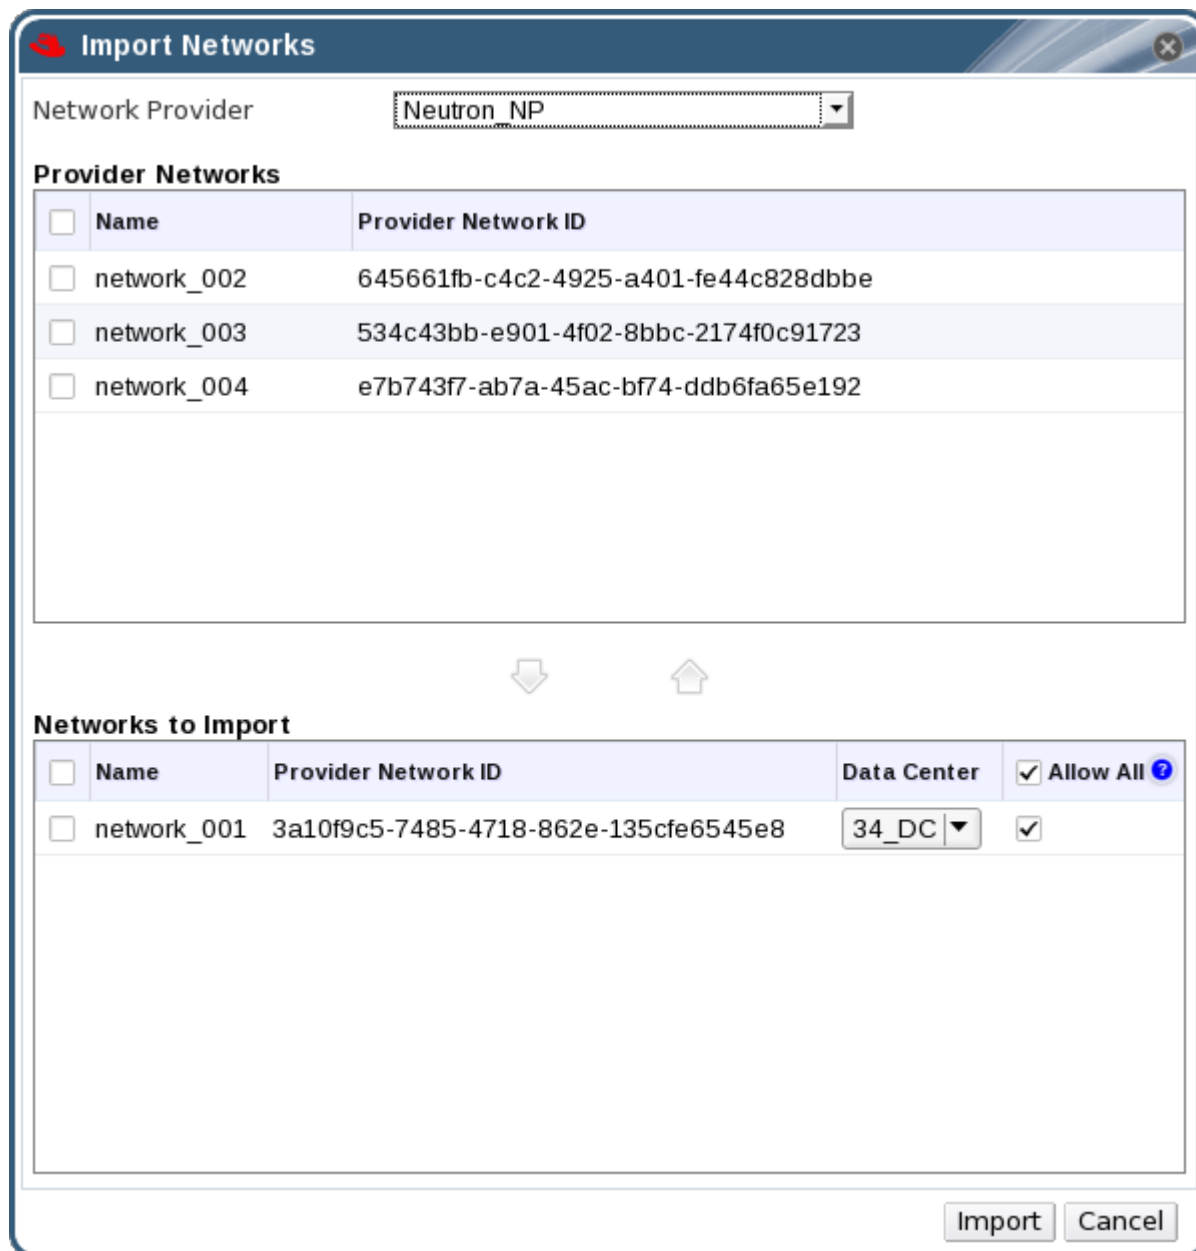 Import Networks
Network Provider Neutron_NP
Provider Networks
Name Provider Network ID
network_002 645661fb-c4c2-4925-a401-fe44c828dbbe
network_003 534c43bb-e901-4f02-8bbc-2174f0c91723
network_004 e7b743f7-ab7a-45ac-bf74-ddb6fa65e192
Networks to Import
Name Provider Network ID Data Center Allow All ?
network_001 3a10f9c5-7485-4718-862e-135cfe6545e8 34_DC
Import Cancel